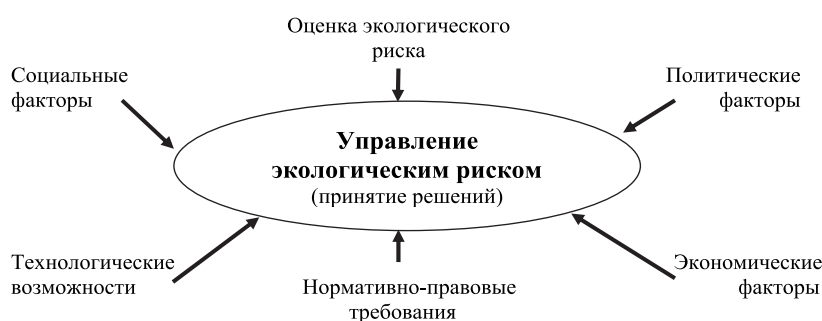 Оценка экологического
риска
Социальные
факторы
Политические
факторы
Управление
экологическим риском
(принятие решений)
Технологические
возможности
Нормативно-правовые
требования
Экономические
факторы